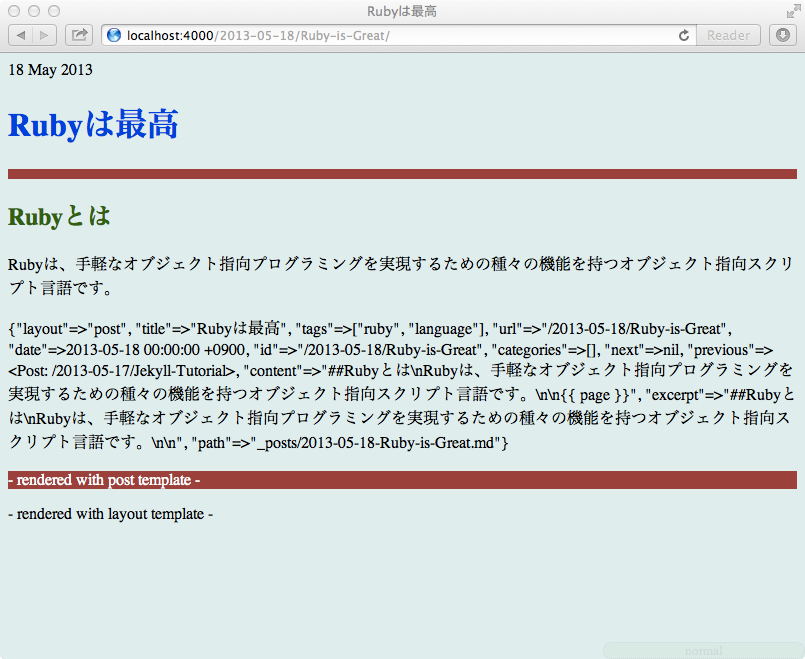 Rubyは最高
localhost:4000/2013-05-18/Ruby-is-Great/
Reader
18 May 2013
Rubyは最高
Rubyとは
Rubyは、手軽なオブジェクト指向プログラミングを実現するための種々の機能を持つオブジェクト指向スクリ
プト言語です。
{"layout"=>"post", "title"=>"Rubyは最高", "tags"=>["ruby", "language"], "url"=>"/2013-05-18/Ruby-is-Great",
"date"=>2013-05-18 00:00:00 +0900, "id"=>"/2013-05-18/Ruby-is-Great", "categories"=>[], "next"=>nil, "previous"=>
<Post: /2013-05-17/Jekyll-Tutorial>, "content"=>"##Rubyとは\nRubyは、手軽なオブジェクト指向プログラミングを
実現するための種々の機能を持つオブジェクト指向スクリプト言語です。\n\n{{ page }}", "excerpt"=>"##Rubyと
は\nRubyは、手軽なオブジェクト指向プログラミングを実現するための種々の機能を持つオブジェクト指向ス
クリプト言語です。\n\n", "path"=>"_posts/2013-05-18-Ruby-is-Great.md"}
- rendered with post template -
- rendered with layout template -
normal